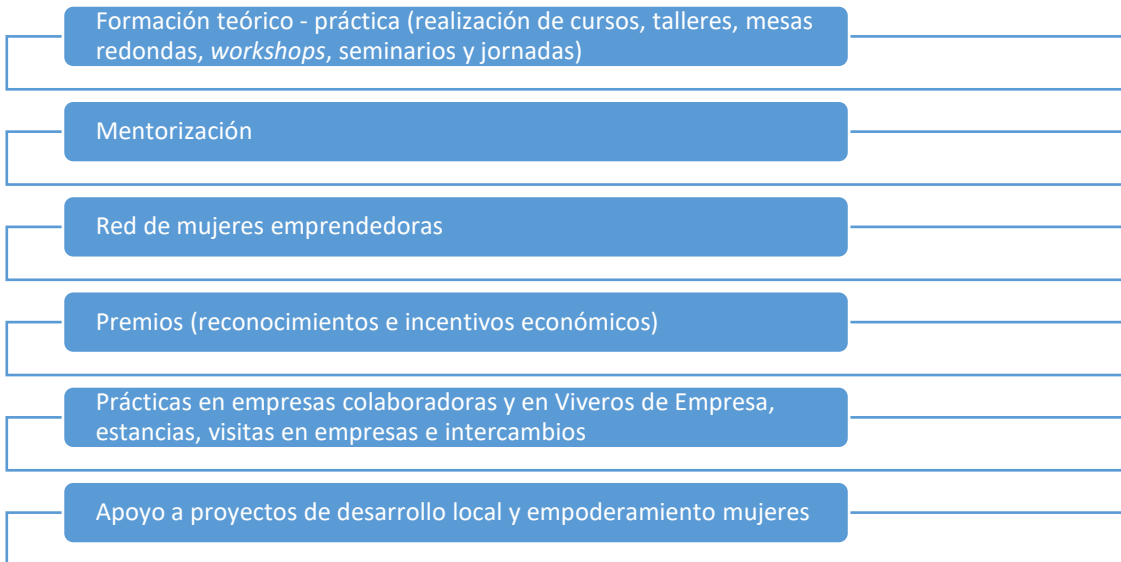 Formación teórico - práctica (realización de cursos, talleres, mesas
redondas, workshops, seminarios y jornadas)
Mentorización
Red de mujeres emprendedoras
Premios (reconocimientos e incentivos económicos)
Prácticas en empresas colaboradoras y en Viveros de Empresa,
estancias, visitas en empresas e intercambios
Apoyo a proyectos de desarrollo local y empoderamiento mujeres